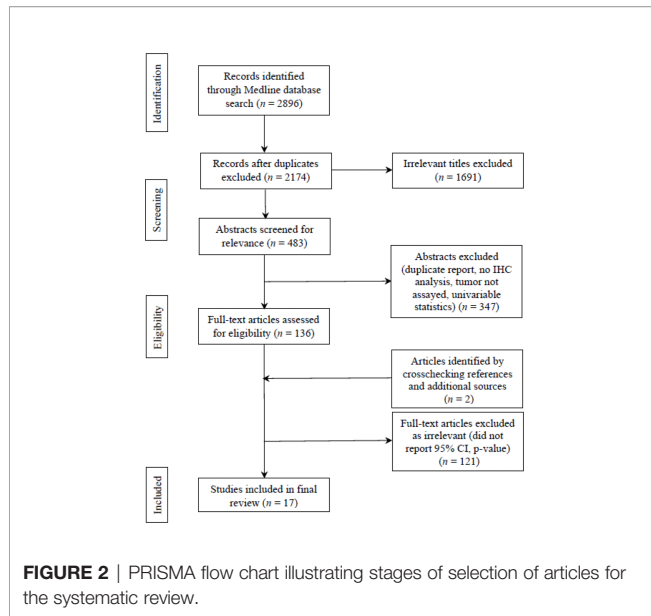 Identification
Records identified
through Medline database
search (n = 2896)
Records after duplicates
excluded (n = 2174)
Irrelevant titles excluded
(n = 1691)
Screening
Abstracts screened for
relevance (n = 483)
Abstracts excluded
(duplicate report, no IHC
analysis, tumor not
assayed, univariable
statistics) (n = 347)
Eligibility
Full-text articles assessed
for eligibility (n = 136)
Articles identified by
crosschecking references
and additional sources
(n = 2)
Full-text articles excluded
as irrelevant (did not
report 95% CI, p-value)
(n = 121)
Included
Studies included in final
review (n = 17)
FIGURE 2 | PRISMA flow chart illustrating stages of selection of articles for
the systematic review.